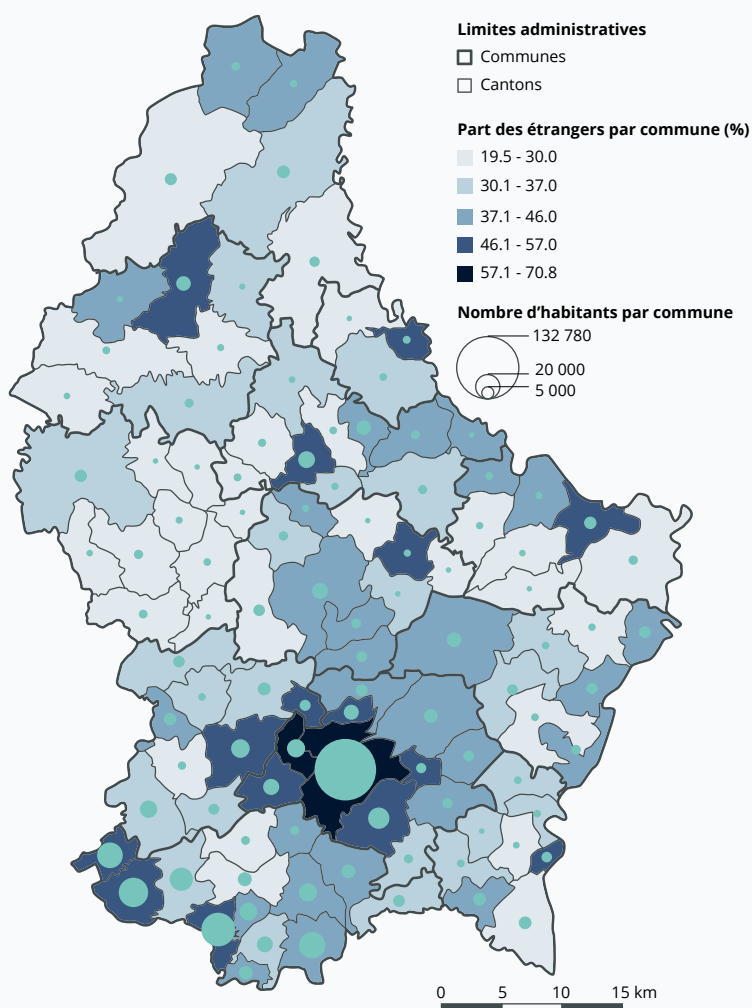 Limites administratives
Communes
Cantons
Part des étrangers par commune (%)
19.5 - 30.0
30.1 - 37.0
37.1 - 46.0
46.1 - 57.0
57.1 - 70.8
Nombre d’habitants par commune
132 780
20 000
5 000
0 5 10 15 km